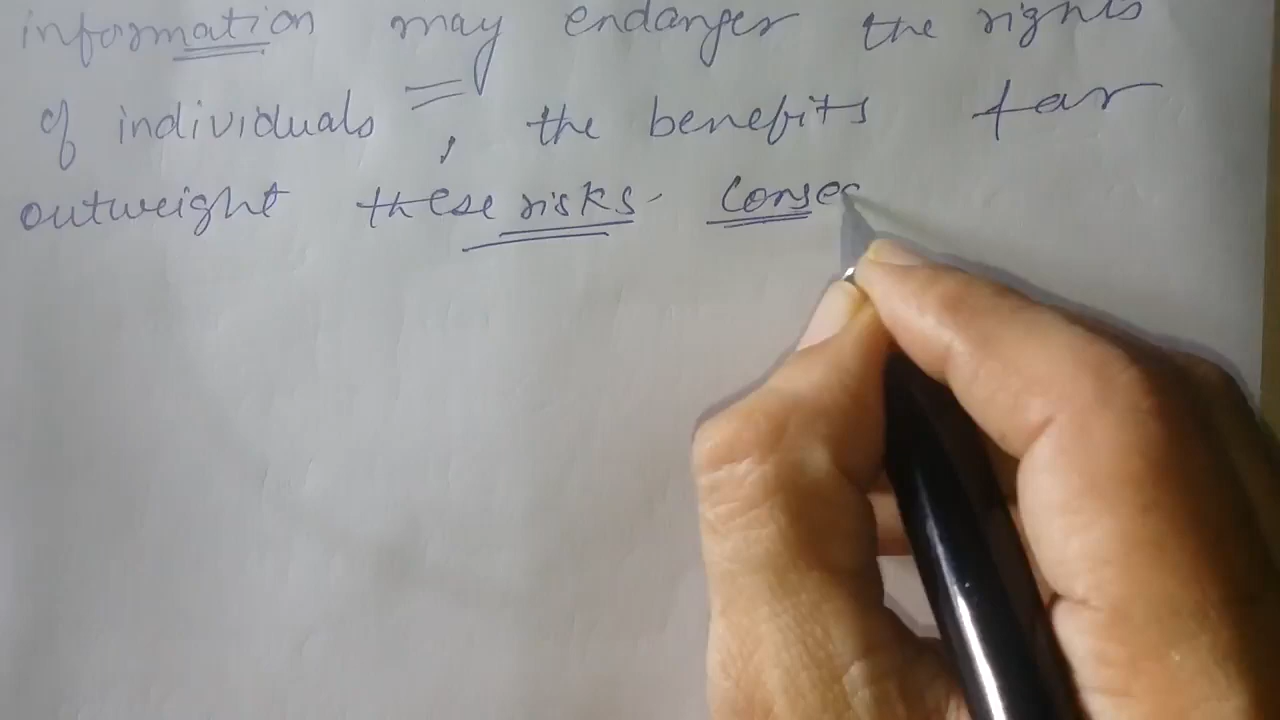 information may endanger the rights
of individuals, the benefits far
outweight these risks. Conse